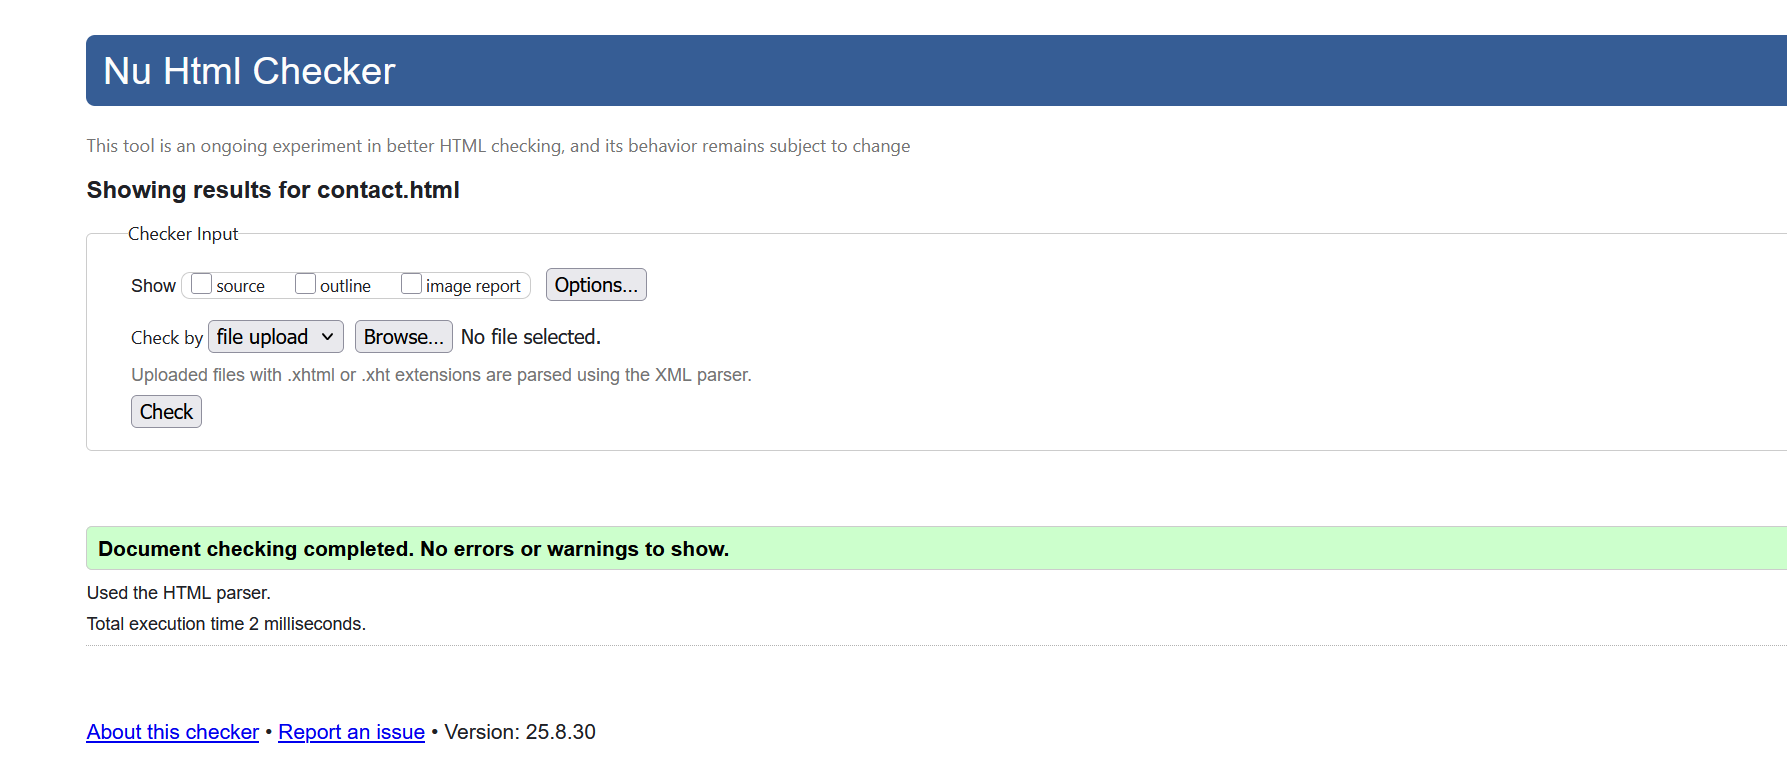 Nu Html Checker
This tool is an ongoing experiment in better HTML checking, and its behavior remains subject to change
Showing results for contact.html
Checker Input
Show source outline image report Options...
Check by file upload Browse... No file selected.
Uploaded files with .xhtml or .xht extensions are parsed using the XML parser.
Check
Document checking completed. No errors or warnings to show.
Used the HTML parser.
Total execution time 2 milliseconds.
About this checker • Report an issue • Version: 25.8.30